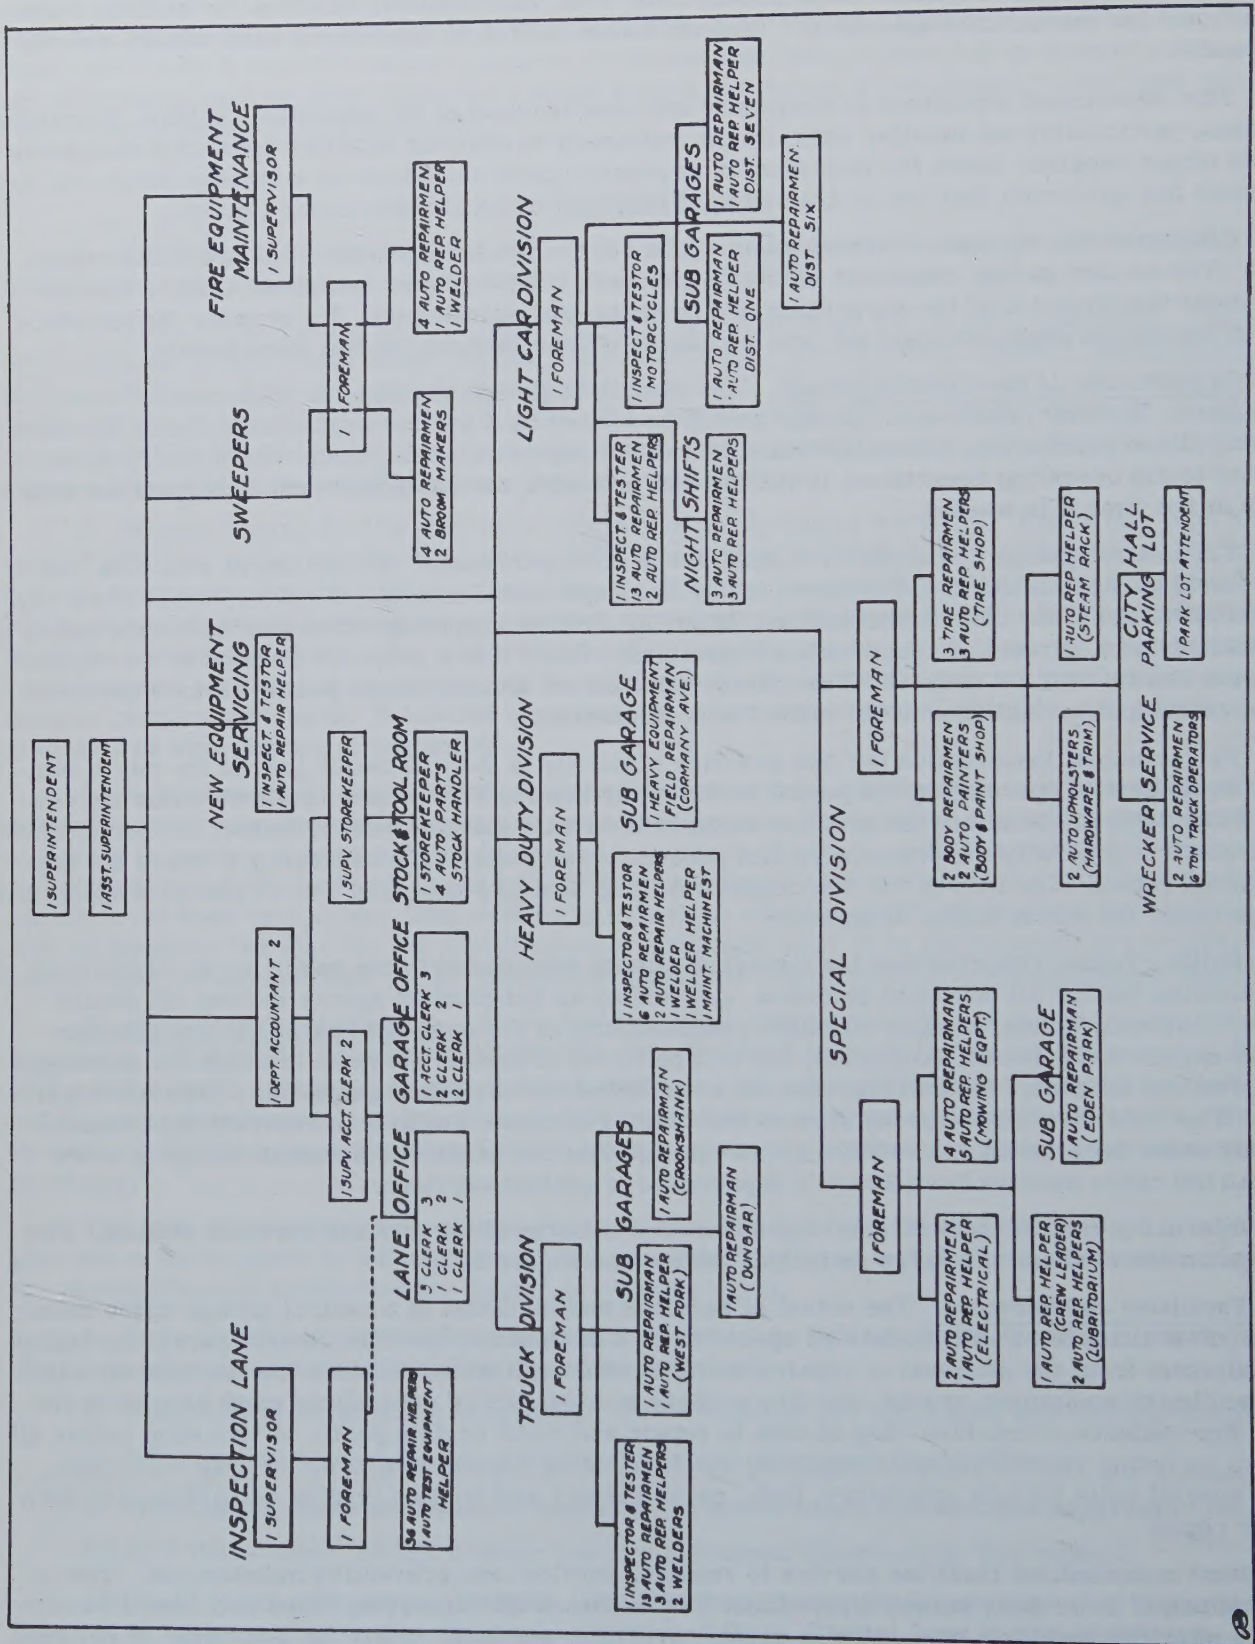 1 SUPERINTENDENT
1 ASST. SUPERINTENDENT
INSPECTION LANE
1 SUPERVISOR
1 FOREMAN
36 AUTO REPAIR HELPERS
1 AUTO TEST EQUIPMENT
HELPER
1 DEPT. ACCOUNTANT 2
1 SUPV. ACCT. CLERK 2
1 SUPV. STOREKEEPER
LANE OFFICE
3 CLERK 3
1 CLERK 2
1 CLERK 1
GARAGE OFFICE
1 ACCT. CLERK 3
2 CLERK 2
2 CLERK 1
STOCK & TOOL ROOM
1 STOREKEEPER
4 AUTO PARTS
STOCK HANDLER
NEW EQUIPMENT
SERVICING
1 INSPECT. & TESTOR
1 AUTO REPAIR HELPER
SWEEPERS
FIRE EQUIPMENT
MAINTENANCE
1 SUPERVISOR
1 FOREMAN
4 AUTO REPAIRMEN
2 BROOM MAKERS
4 AUTO REPAIRMEN
1 AUTO REP. HELPER
1 WELDER
TRUCK DIVISION
1 FOREMAN
1 INSPECTOR & TESTER
13 AUTO REPAIRMEN
3 AUTO REP. HELPERS
2 WELDERS
SUB GARAGES
1 AUTO REPAIRMAN
1 AUTO REP. HELPER
(WEST FORK)
1 AUTO REPAIRMAN
(CROOKSHANK)
1 AUTO REPAIRMAN
(DUNBAR)
HEAVY DUTY DIVISION
1 FOREMAN
1 INSPECTOR & TESTOR
6 AUTO REPAIRMEN
2 AUTO REPAIR HELPERS
1 WELDER
1 WELDER HELPER
1 MAINT. MACHINEST
SUB GARAGE
1 HEAVY EQUIPMENT
FIELD REPAIRMAN
(CORMANY AVE.)
LIGHT CAR DIVISION
1 FOREMAN
1 INSPECT. & TESTER
13 AUTO REPAIRMEN
2 AUTO REP. HELPERS
1 INSPECT & TESTOR
MOTORCYCLES
NIGHT SHIFTS
3 AUTO REPAIRMEN
3 AUTO REP. HELPERS
SUB GARAGES
1 AUTO REPAIRMAN
1 AUTO REP. HELPER
DIST. ONE
1 AUTO REPAIRMAN
1 AUTO REP. HELPER
DIST. SEVEN
1 AUTO REPAIRMEN.
DIST. SIX
SPECIAL DIVISION
1 FOREMAN
2 AUTO REPAIRMEN
1 AUTO REP. HELPER
(ELECTRICAL)
4 AUTO REPAIRMAN
5 AUTO REP. HELPERS
(MOWING EQPT.)
1 AUTO REP. HELPER
(CREW LEADER)
2 AUTO REP. HELPERS
(LUBRITORIUM)
SUB GARAGE
1 AUTO REPAIRMAN
(EDEN PARK)
1 FOREMAN
2 BODY REPAIRMEN
2 AUTO PAINTERS
(BODY & PAINT SHOP)
3 TIRE REPAIRMEN
3 AUTO REP. HELPERS
(TIRE SHOP)
2 AUTO UPHOLSTERS
(HARDWARE & TRIM)
1 AUTO REP HELPER
(STEAM RACK)
WRECKER SERVICE
2 AUTO REPAIRMEN
6 TON TRUCK OPERATORS
CITY HALL
PARKING LOT
1 PARK LOT ATTENDENT